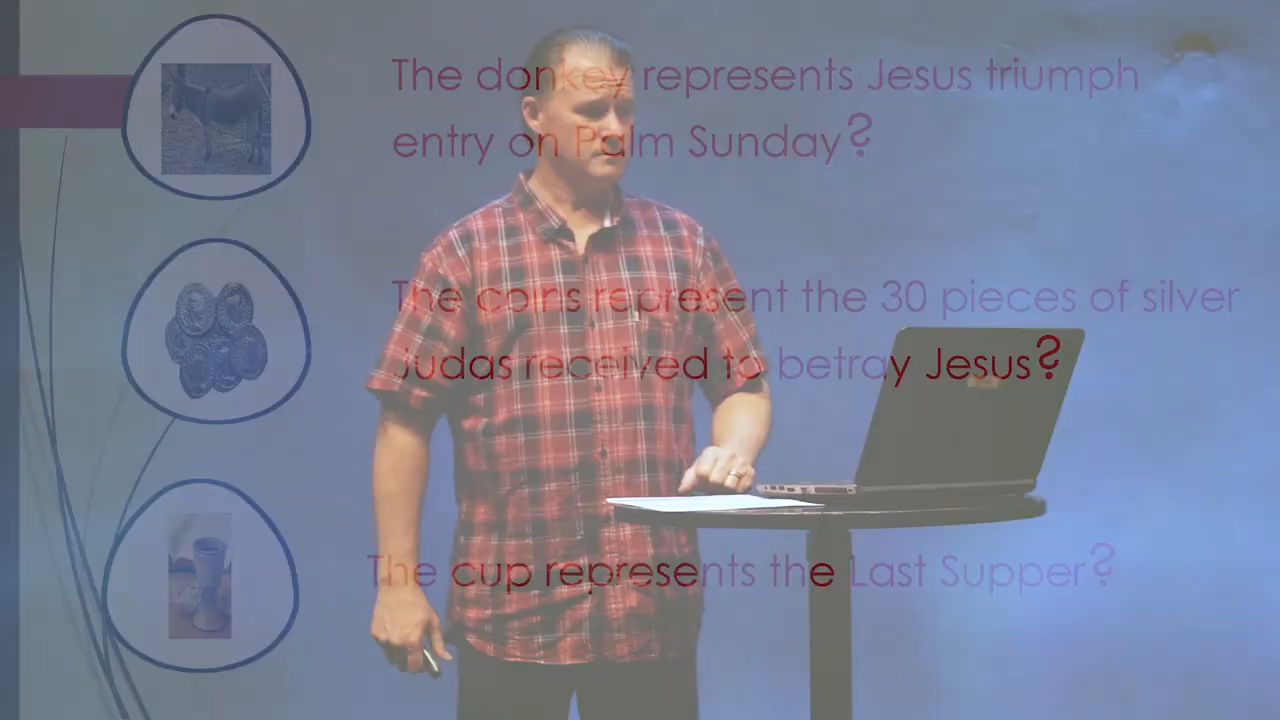 The donkey represents Jesus triumph
entry on Palm Sunday?
The coins represent the 30 pieces of silver
Judas received to betray Jesus?
The cup represents the Last Supper?